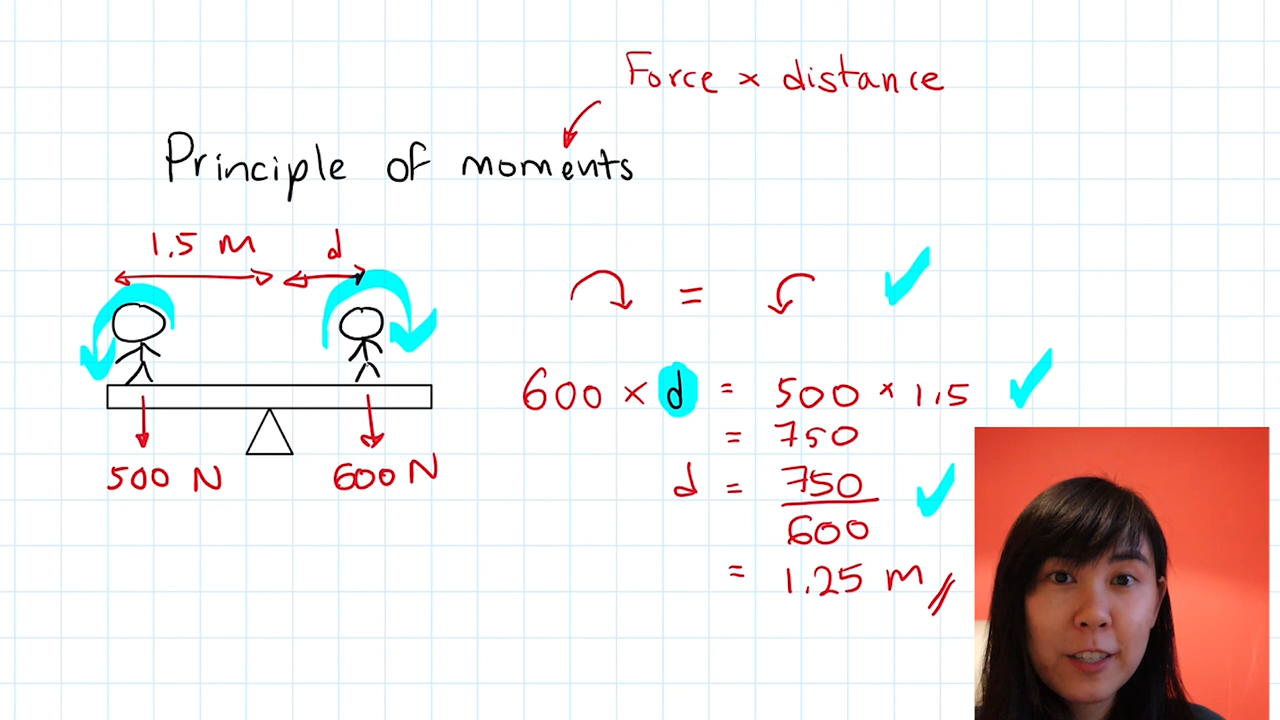 Force × distance
Principle of moments
1.5 m d
=
600 × d = 500 × 1.5
= 750
d = 750
600
= 1.25 m
500 N 600 N